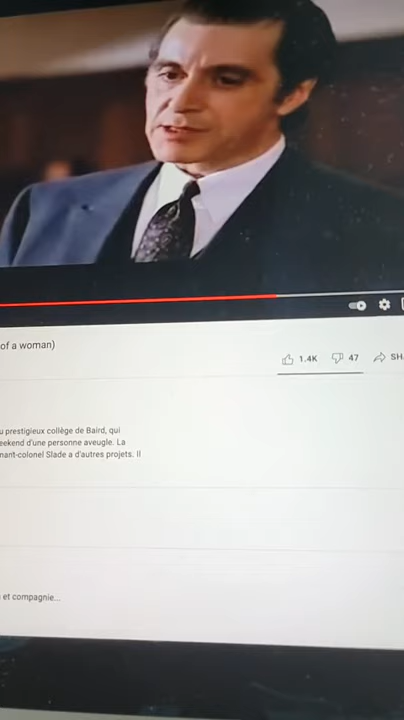 of a woman)
1.4K 47 SH
u prestigieux collège de Baird, qui
eekend d'une personne aveugle. La
nant-colonel Slade a d'autres projets. Il
et compagnie...